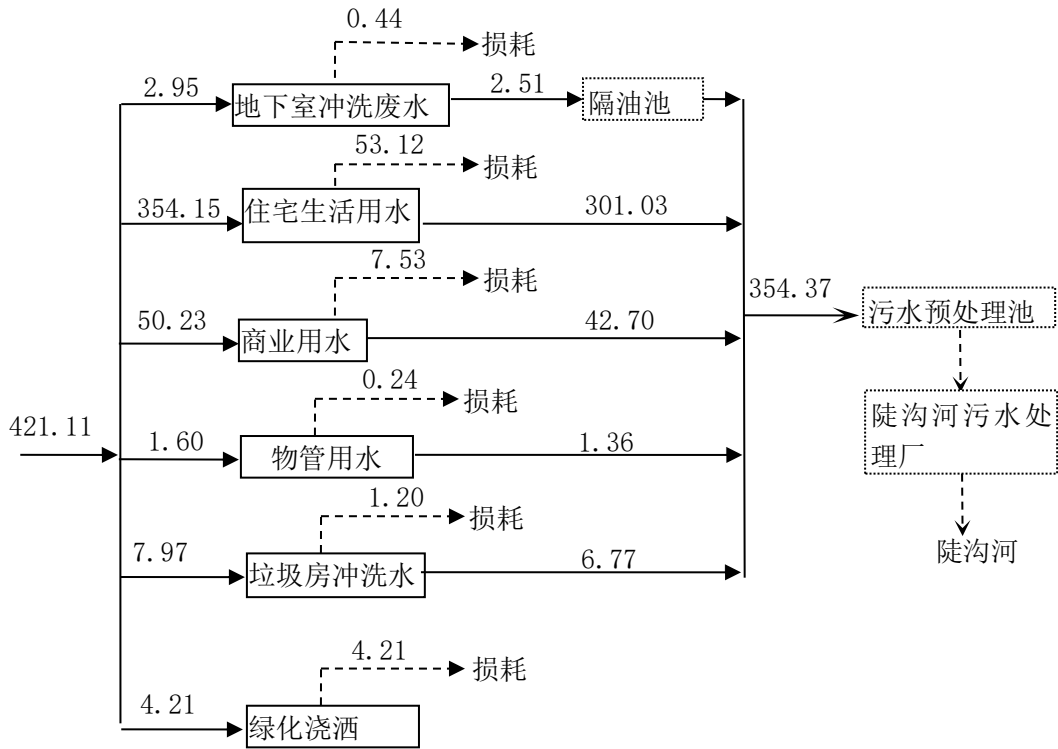 0.44
损耗
2.95
地下室冲洗废水
2.51
隔油池
53.12
损耗
354.15
住宅生活用水
301.03
7.53
损耗
354.37
污水预处理池
50.23
商业用水
42.70
0.24
损耗
陡沟河污水处
理厂
421.11
1.60
物管用水
1.36
1.20
损耗
陡沟河
7.97
垃圾房冲洗水
6.77
4.21
损耗
4.21
绿化浇洒